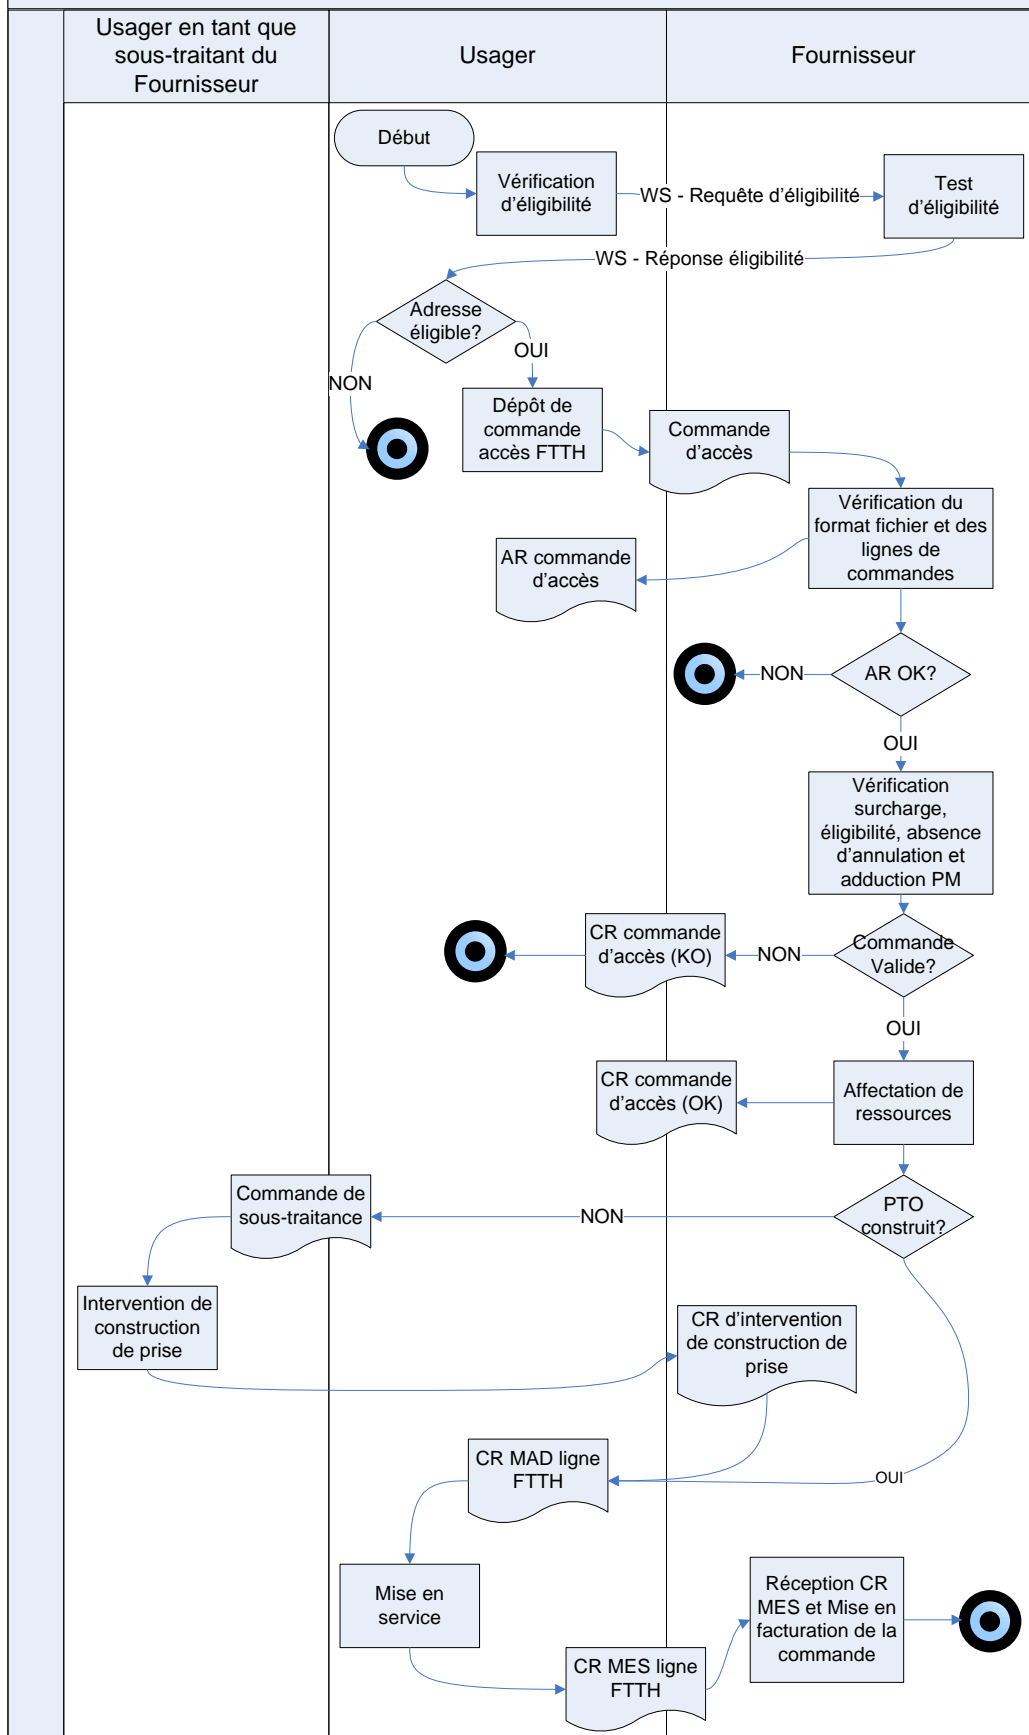 Usager en tant que
sous-traitant du
Fournisseur
Usager
Fournisseur
Début
Vérification
d'éligibilité
WS - Requête d'éligibilité
Test
d'éligibilité
WS - Réponse éligibilité
Adresse
éligible?
OUI
NON
Dépôt de
commande
accès FTTH
Commande
d'accès
Vérification du
format fichier et des
lignes de
commandes
AR commande
d'accès
AR OK?
NON
OUI
Vérification
surcharge,
éligibilité, absence
d'annulation et
adduction PM
Commande
Valide?
NON
CR commande
d'accès (KO)
OUI
Affectation de
ressources
CR commande
d'accès (OK)
PTO
construit?
NON
Commande de
sous-traitance
Intervention de
construction
de prise
CR d'intervention
de construction de
prise
OUI
CR MAD ligne
FTTH
Mise en
service
CR MES ligne
FTTH
Réception CR
MES et Mise en
facturation de la
commande